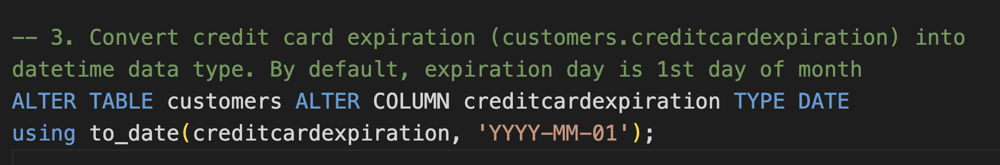 -- 3. Convert credit card expiration (customers.creditcardexpiration) into
datetime data type. By default, expiration day is 1st day of month
ALTER TABLE customers ALTER COLUMN creditcardexpiration TYPE DATE
using to_date(creditcardexpiration, 'YYYY-MM-01');